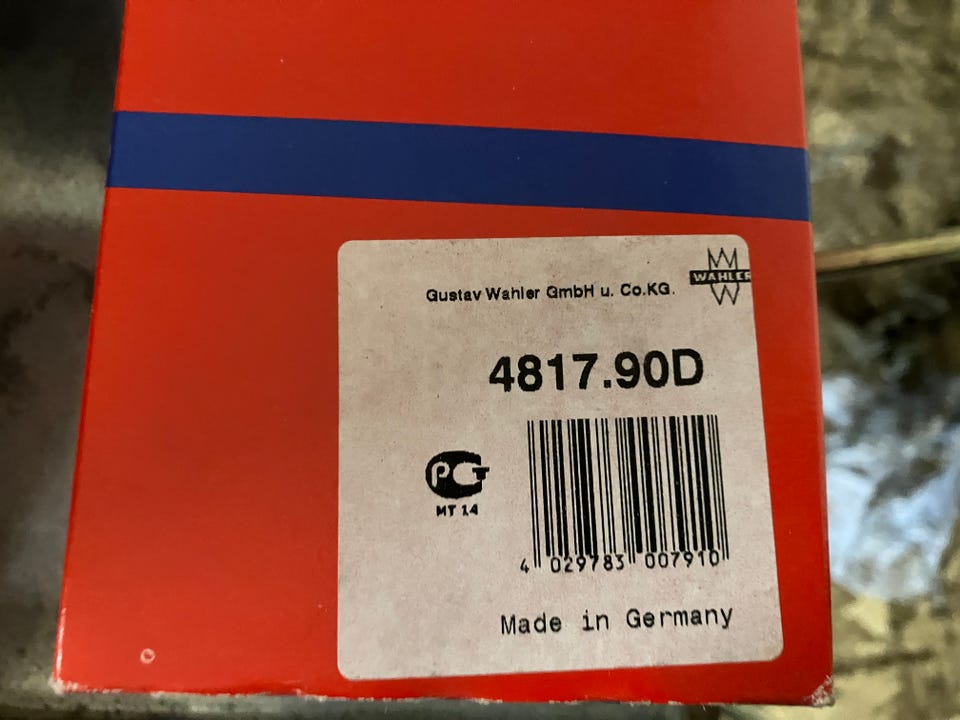 WAHLER
Gustav Wahler GmbH u. Co.KG.
4817.90D
PCT
MT 14
4 029783 007910
Made in Germany